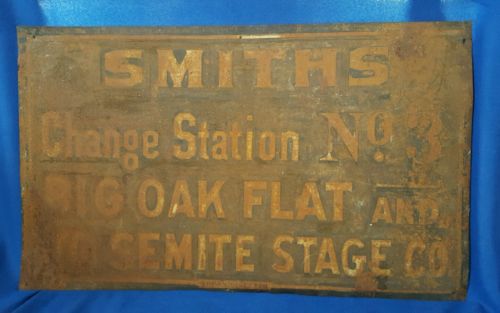 SMITHS
Change Station No. 3
BIG OAK FLAT AND
YOSEMITE STAGE CO